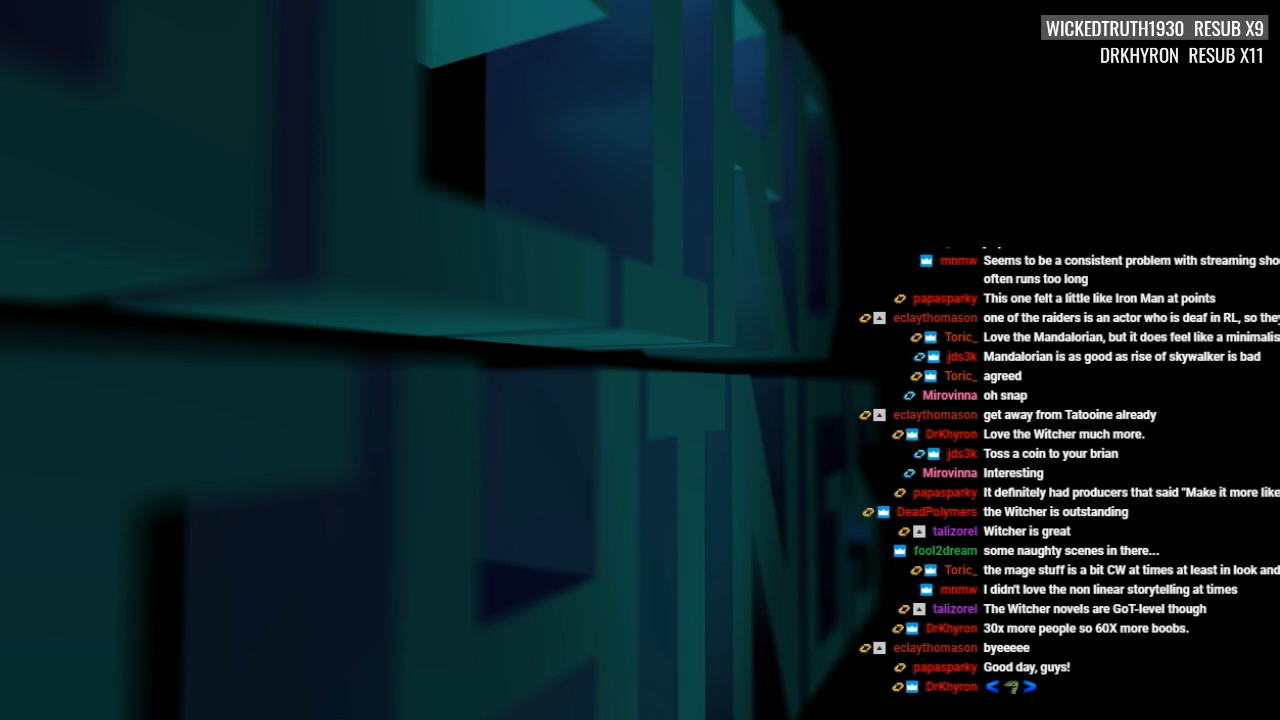 WICKEDTRUTH1930 RESUB X9
DRKHYRON RESUB X11
mnmw Seems to be a consistent problem with streaming
often runs too long
papasparky This one felt a little like Iron Man at points
eclaythomason one of the raiders is an actor who is deaf in RL, so
Toric_ Love the Mandalorian, but it does feel like a
jds3k Mandalorian is as good as rise of skywalker is bad
Toric_ agreed
Mirovinna oh snap
eclaythomason get away from Tatooine already
DrKhyron Love the Witcher much more.
jds3k Toss a coin to your brian
Mirovinna Interesting
papasparky It definitely had producers that said "Make it more like
DeadPolymers the Witcher is outstanding
talizorel Witcher is great
fool2dream some naughty scenes in there...
Toric_ the mage stuff is a bit CW at times at least in look and
mnmw I didn't love the non linear storytelling at times
talizorel The Witcher novels are GoT-level though
DrKhyron 30x more people so 60X more boobs.
eclaythomason byeeeee
papasparky Good day, guys!
DrKhyron < >